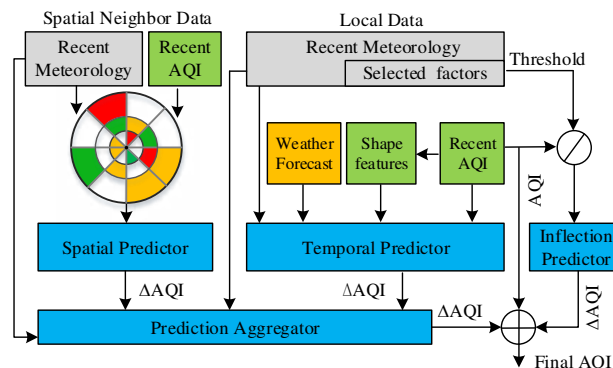 Spatial Neighbor Data
Local Data
Recent
Meteorology
Recent
AQI
Recent Meteorology
Selected factors
Threshold
Weather
Forecast
Shape
features
Recent
AQI
AQI
Spatial Predictor
Temporal Predictor
Inflection
Predictor
ΔAQI
ΔAQI
ΔAQI
ΔAQI
Prediction Aggregator
Final AQI